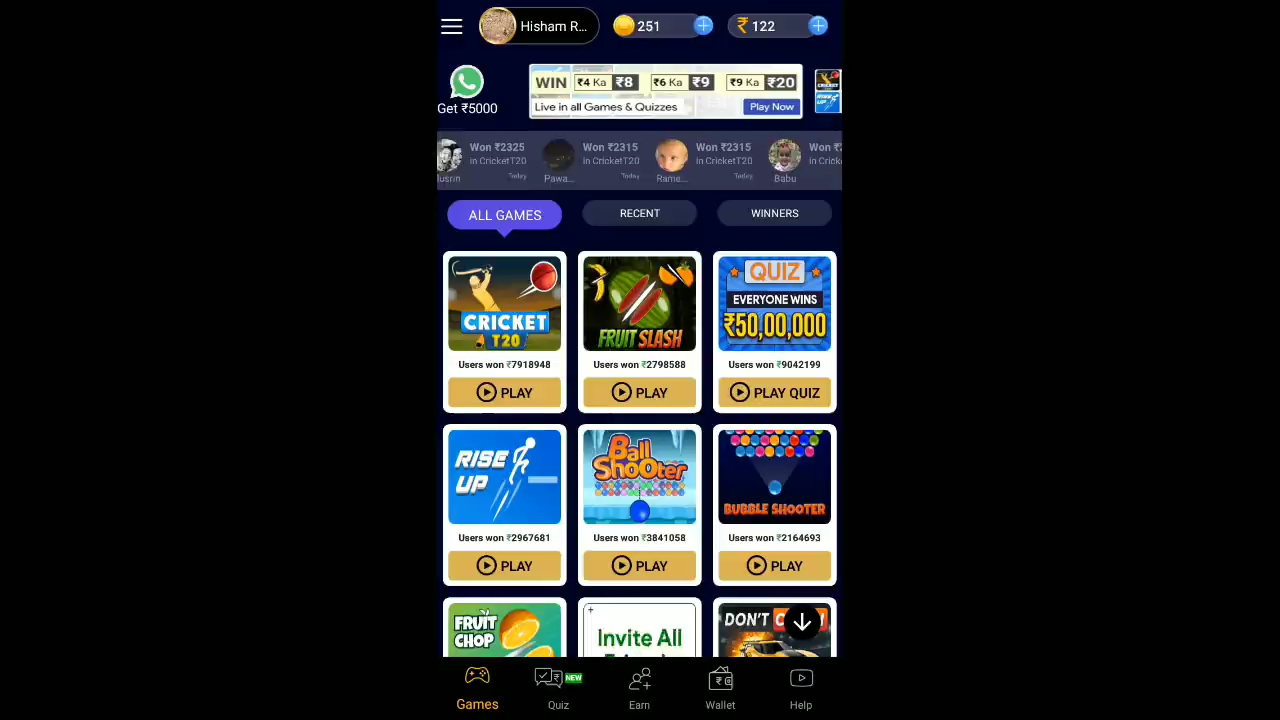 Hisham R...
251
₹ 122
Get ₹5000
WIN ₹4 Ka ₹8 ₹6 Ka ₹9 ₹9 Ka ₹20
Live in all Games & Quizzes
Play Now
Won ₹2325
in CricketT20
Today
Won ₹2315
in CricketT20
Today
Pawa...
Won ₹2315
in CricketT20
Today
Rame...
Babu
ALL GAMES
RECENT
WINNERS
CRICKET
T20
Users won ₹7918948
PLAY
FRUIT SLASH
Users won ₹2798588
PLAY
QUIZ
EVERYONE WINS
₹50,00,000
Users won ₹9042199
PLAY QUIZ
RISE
UP
Users won ₹2967681
PLAY
Ball
Shooter
Users won ₹3841058
PLAY
BUBBLE SHOOTER
Users won ₹2164693
PLAY
FRUIT
CHOP
Invite All
DON'T
Games
Quiz
NEW
Earn
Wallet
Help